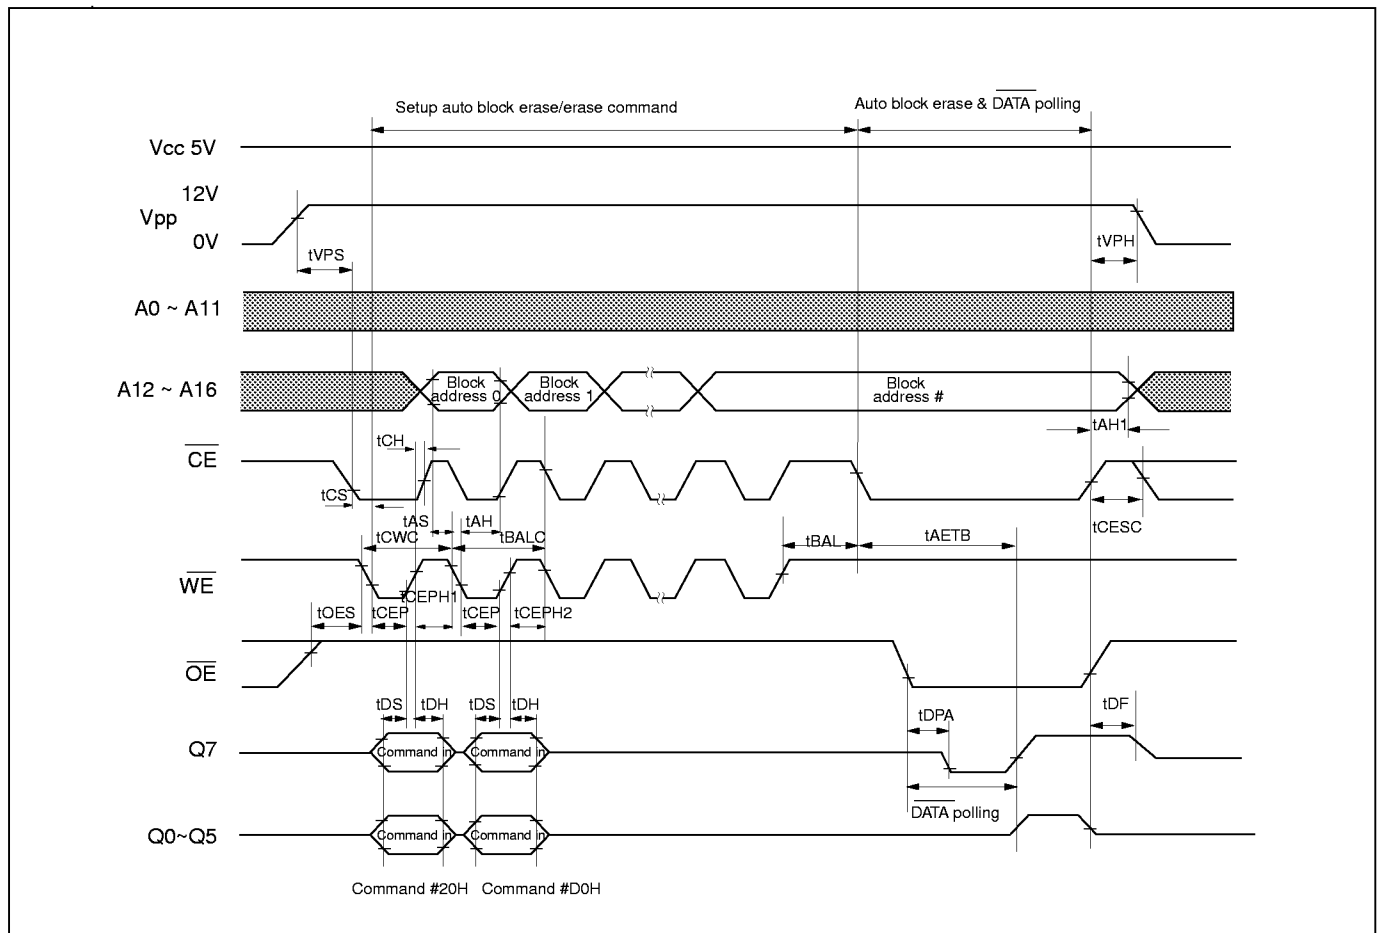 Setup auto block erase/erase command
Auto block erase & DATA polling
Vcc 5V
12V
Vpp
0V
tVPS
tVPH
A0 ~ A11
A12 ~ A16
Block
address 0
Block
address 1
Block
address #
tAH1
tCH
CE
tCS
tCESC
tAS
tAH
tCWC
tBALC
tBAL
tAETB
WE
tCEPH1
tOES
tCEP
tCEP
tCEPH2
OE
tDS
tDH
tDS
tDH
tDPA
tDF
Q7
Command in
Command in
DATA polling
Q0~Q5
Command in
Command in
Command #20H
Command #D0H